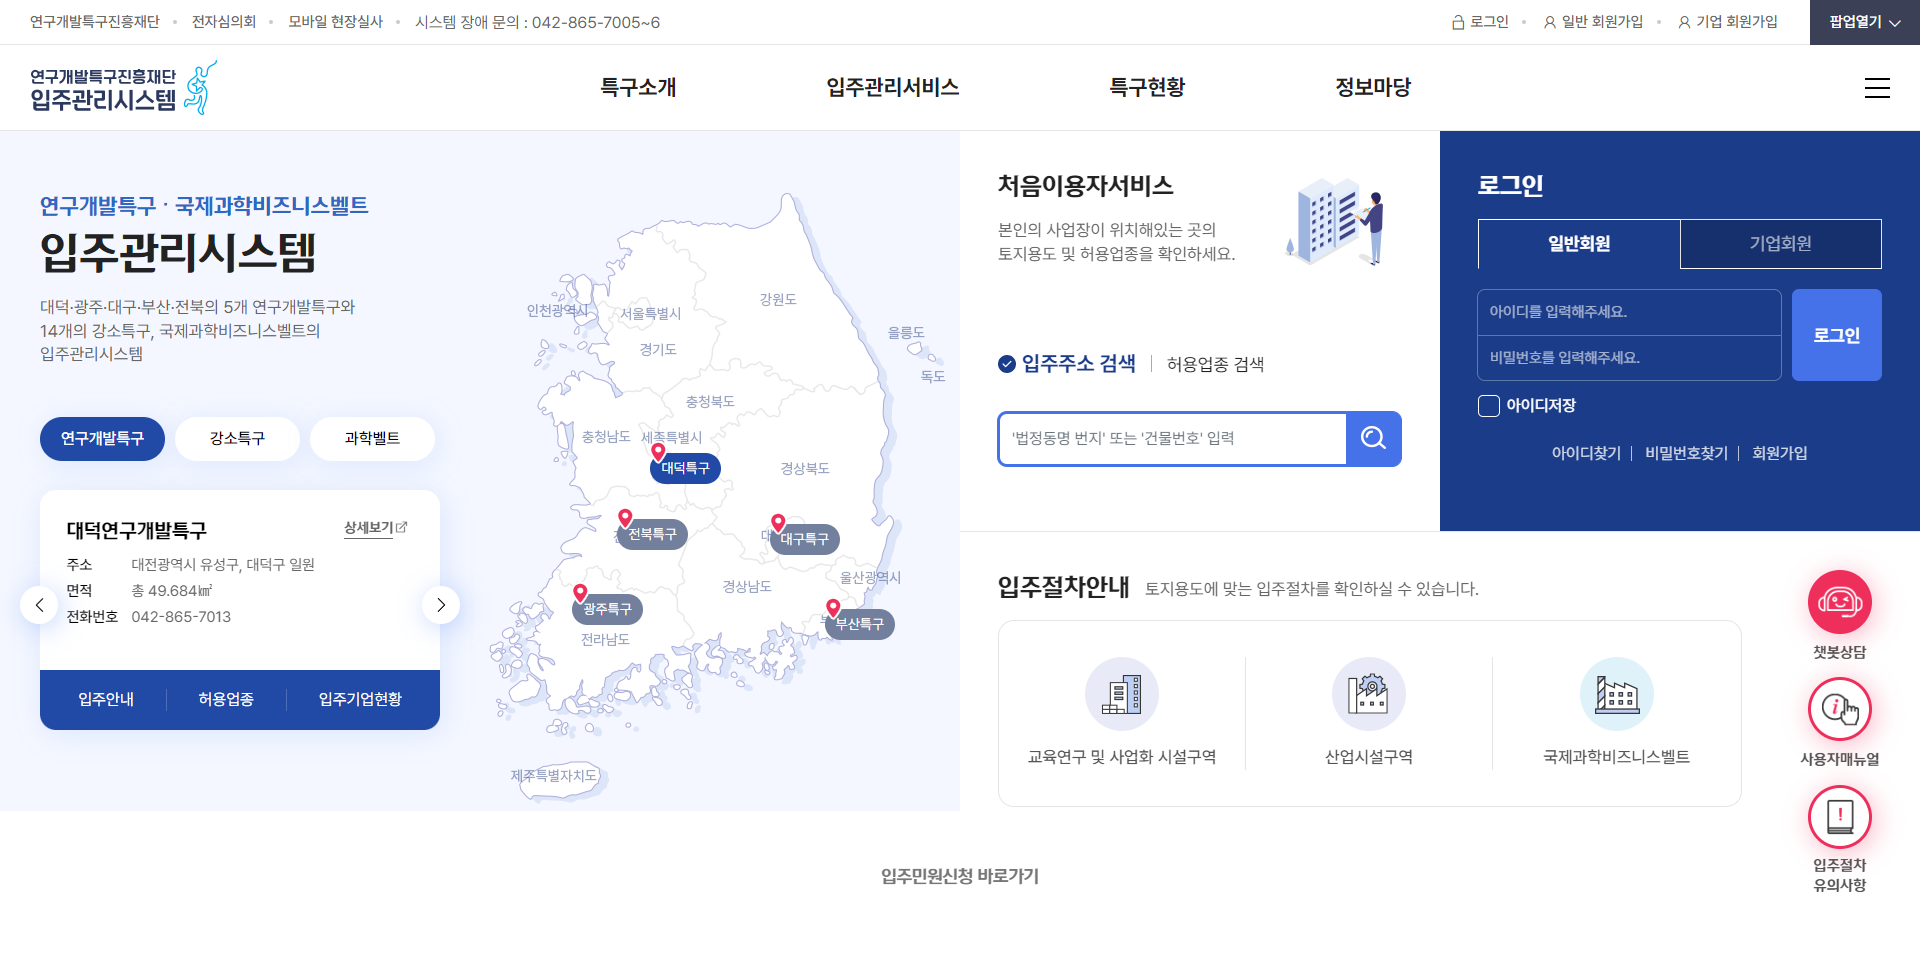 연구개발특구진흥재단
전자심의회
모바일 현장실사
시스템 장애 문의 : 042-865-7005~6
로그인
일반 회원가입
기업 회원가입
팝업열기
연구개발특구진흥재단
입주관리시스템
특구소개
입주관리서비스
특구현황
정보마당
연구개발특구 · 국제과학비즈니스벨트
입주관리시스템
대덕·광주·대구·부산·전북의 5개 연구개발특구와
14개의 강소특구, 국제과학비즈니스벨트의
입주관리시스템
연구개발특구
강소특구
과학벨트
대덕연구개발특구
상세보기
주소 대전광역시 유성구, 대덕구 일원
면적 총 49.684㎢
전화번호 042-865-7013
입주안내
허용업종
입주기업현황
강원도
인천광역시
서울특별시
경기도
울릉도
독도
충청북도
충청남도
세종특별시
대덕특구
경상북도
전북특구
대구특구
울산광역시
경상남도
광주특구
부산특구
전라남도
제주특별자치도
처음이용자서비스
본인의 사업장이 위치해있는 곳의
토지용도 및 허용업종을 확인하세요.
입주주소 검색
허용업종 검색
'법정동명 번지' 또는 '건물번호' 입력
로그인
일반회원
기업회원
아이디를 입력해주세요.
비밀번호를 입력해주세요.
로그인
아이디저장
아이디찾기
비밀번호찾기
회원가입
입주절차안내
토지용도에 맞는 입주절차를 확인하실 수 있습니다.
교육연구 및 사업화 시설구역
산업시설구역
국제과학비즈니스벨트
챗봇상담
사용자매뉴얼
입주절차
유의사항
입주민원신청 바로가기